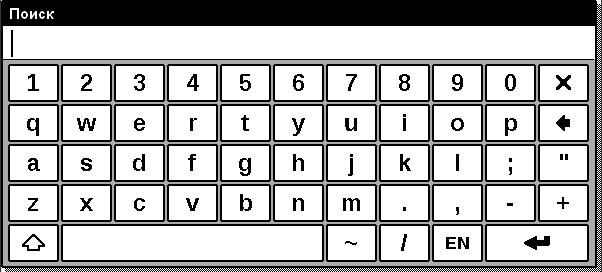 Поиск
1 2 3 4 5 6 7 8 9 0
q w e r t y u i o p
a s d f g h j k l ; "
z x c v b n m . , - +
~ / EN